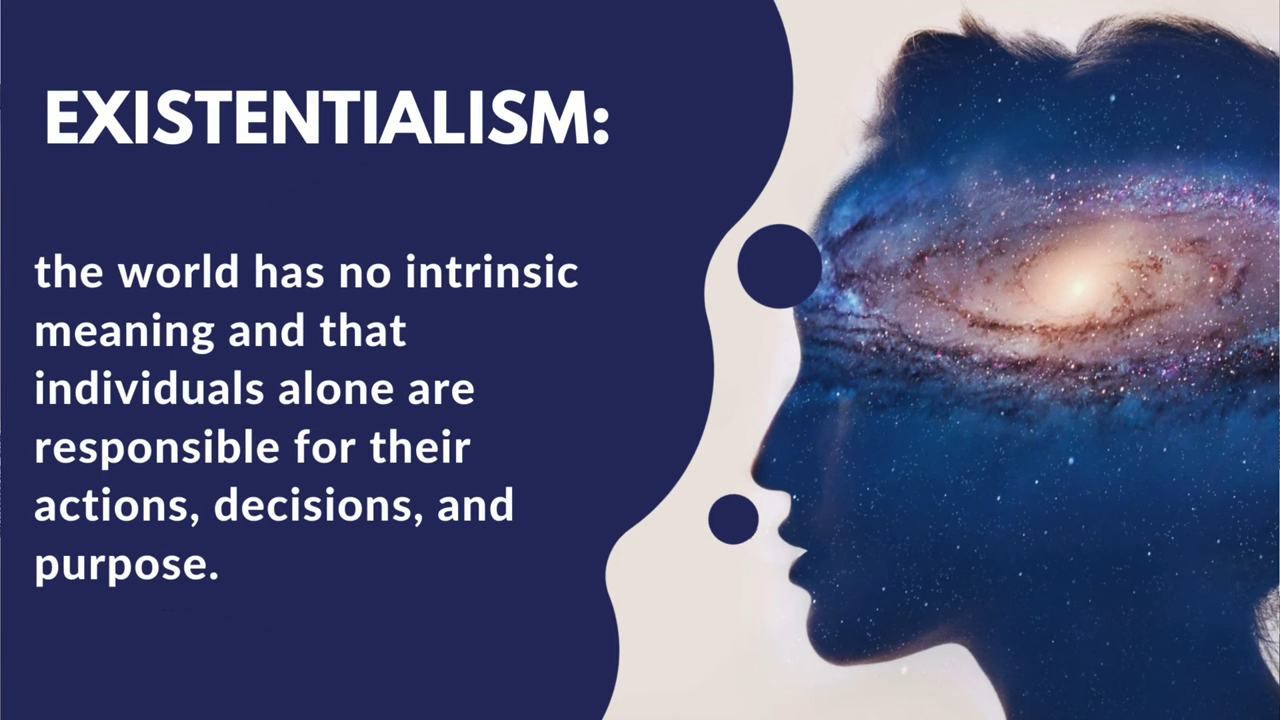 EXISTENTIALISM:
the world has no intrinsic
meaning and that
individuals alone are
responsible for their
actions, decisions, and
purpose.